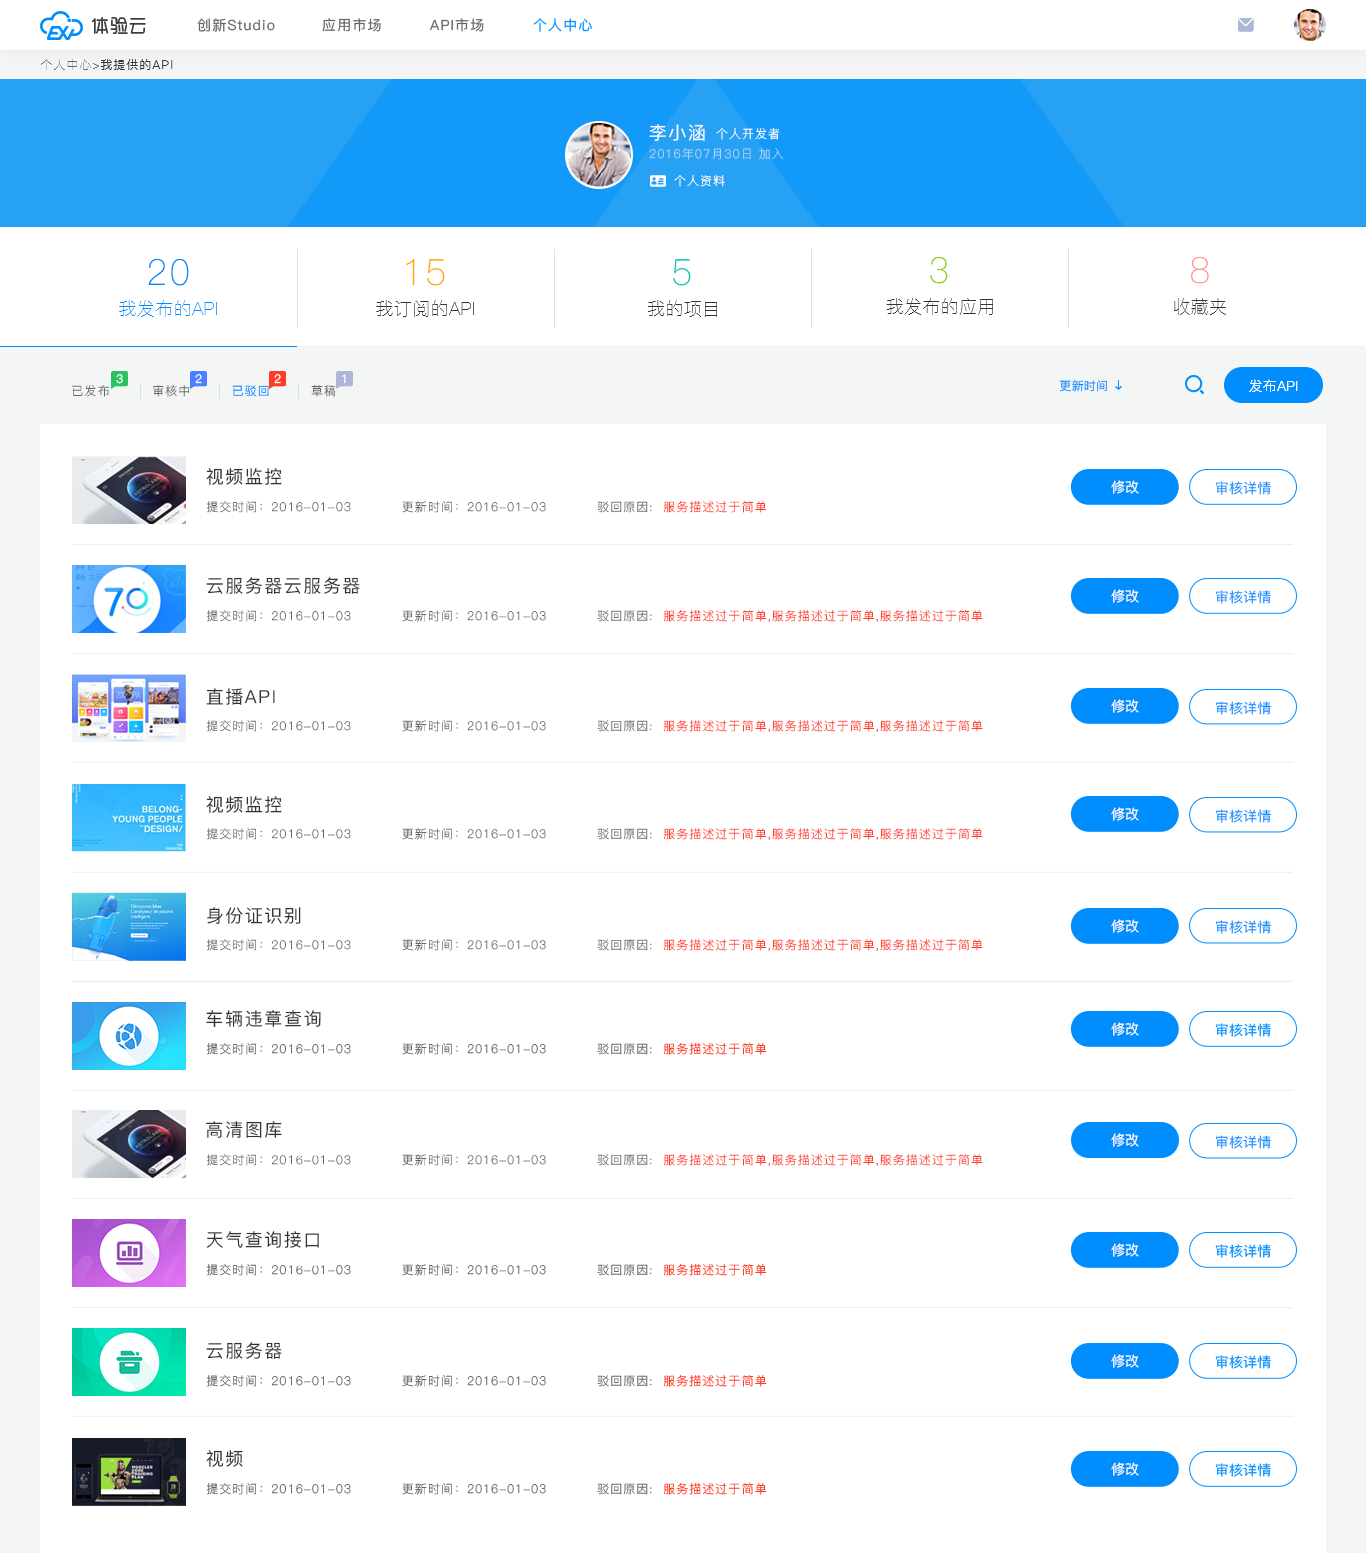 EXP 体验云 创新Studio 应用市场 API市场 个人中心
个人中心>我提供的API
李小涵 个人开发者
2016年07月30日 加入
个人资料
20 15 5 3 8
我发布的API 我订阅的API 我的项目 我发布的应用 收藏夹
已发布 3 审核中 2 已驳回 2 草稿 1 更新时间 ↓ 发布API
视频监控
提交时间：2016-01-03 更新时间：2016-01-03 驳回原因：服务描述过于简单
修改 审核详情
70
云服务器云服务器
提交时间：2016-01-03 更新时间：2016-01-03 驳回原因：服务描述过于简单,服务描述过于简单,服务描述过于简单
修改 审核详情
直播API
提交时间：2016-01-03 更新时间：2016-01-03 驳回原因：服务描述过于简单,服务描述过于简单,服务描述过于简单
修改 审核详情
BELONG-
YOUNG PEOPLE
DESIGN/
视频监控
提交时间：2016-01-03 更新时间：2016-01-03 驳回原因：服务描述过于简单,服务描述过于简单,服务描述过于简单
修改 审核详情
身份证识别
提交时间：2016-01-03 更新时间：2016-01-03 驳回原因：服务描述过于简单,服务描述过于简单,服务描述过于简单
修改 审核详情
车辆违章查询
提交时间：2016-01-03 更新时间：2016-01-03 驳回原因：服务描述过于简单
修改 审核详情
高清图库
提交时间：2016-01-03 更新时间：2016-01-03 驳回原因：服务描述过于简单,服务描述过于简单,服务描述过于简单
修改 审核详情
天气查询接口
提交时间：2016-01-03 更新时间：2016-01-03 驳回原因：服务描述过于简单
修改 审核详情
云服务器
提交时间：2016-01-03 更新时间：2016-01-03 驳回原因：服务描述过于简单
修改 审核详情
MUSCLES
CORE
TRAINING
PLAN
视频
提交时间：2016-01-03 更新时间：2016-01-03 驳回原因：服务描述过于简单
修改 审核详情